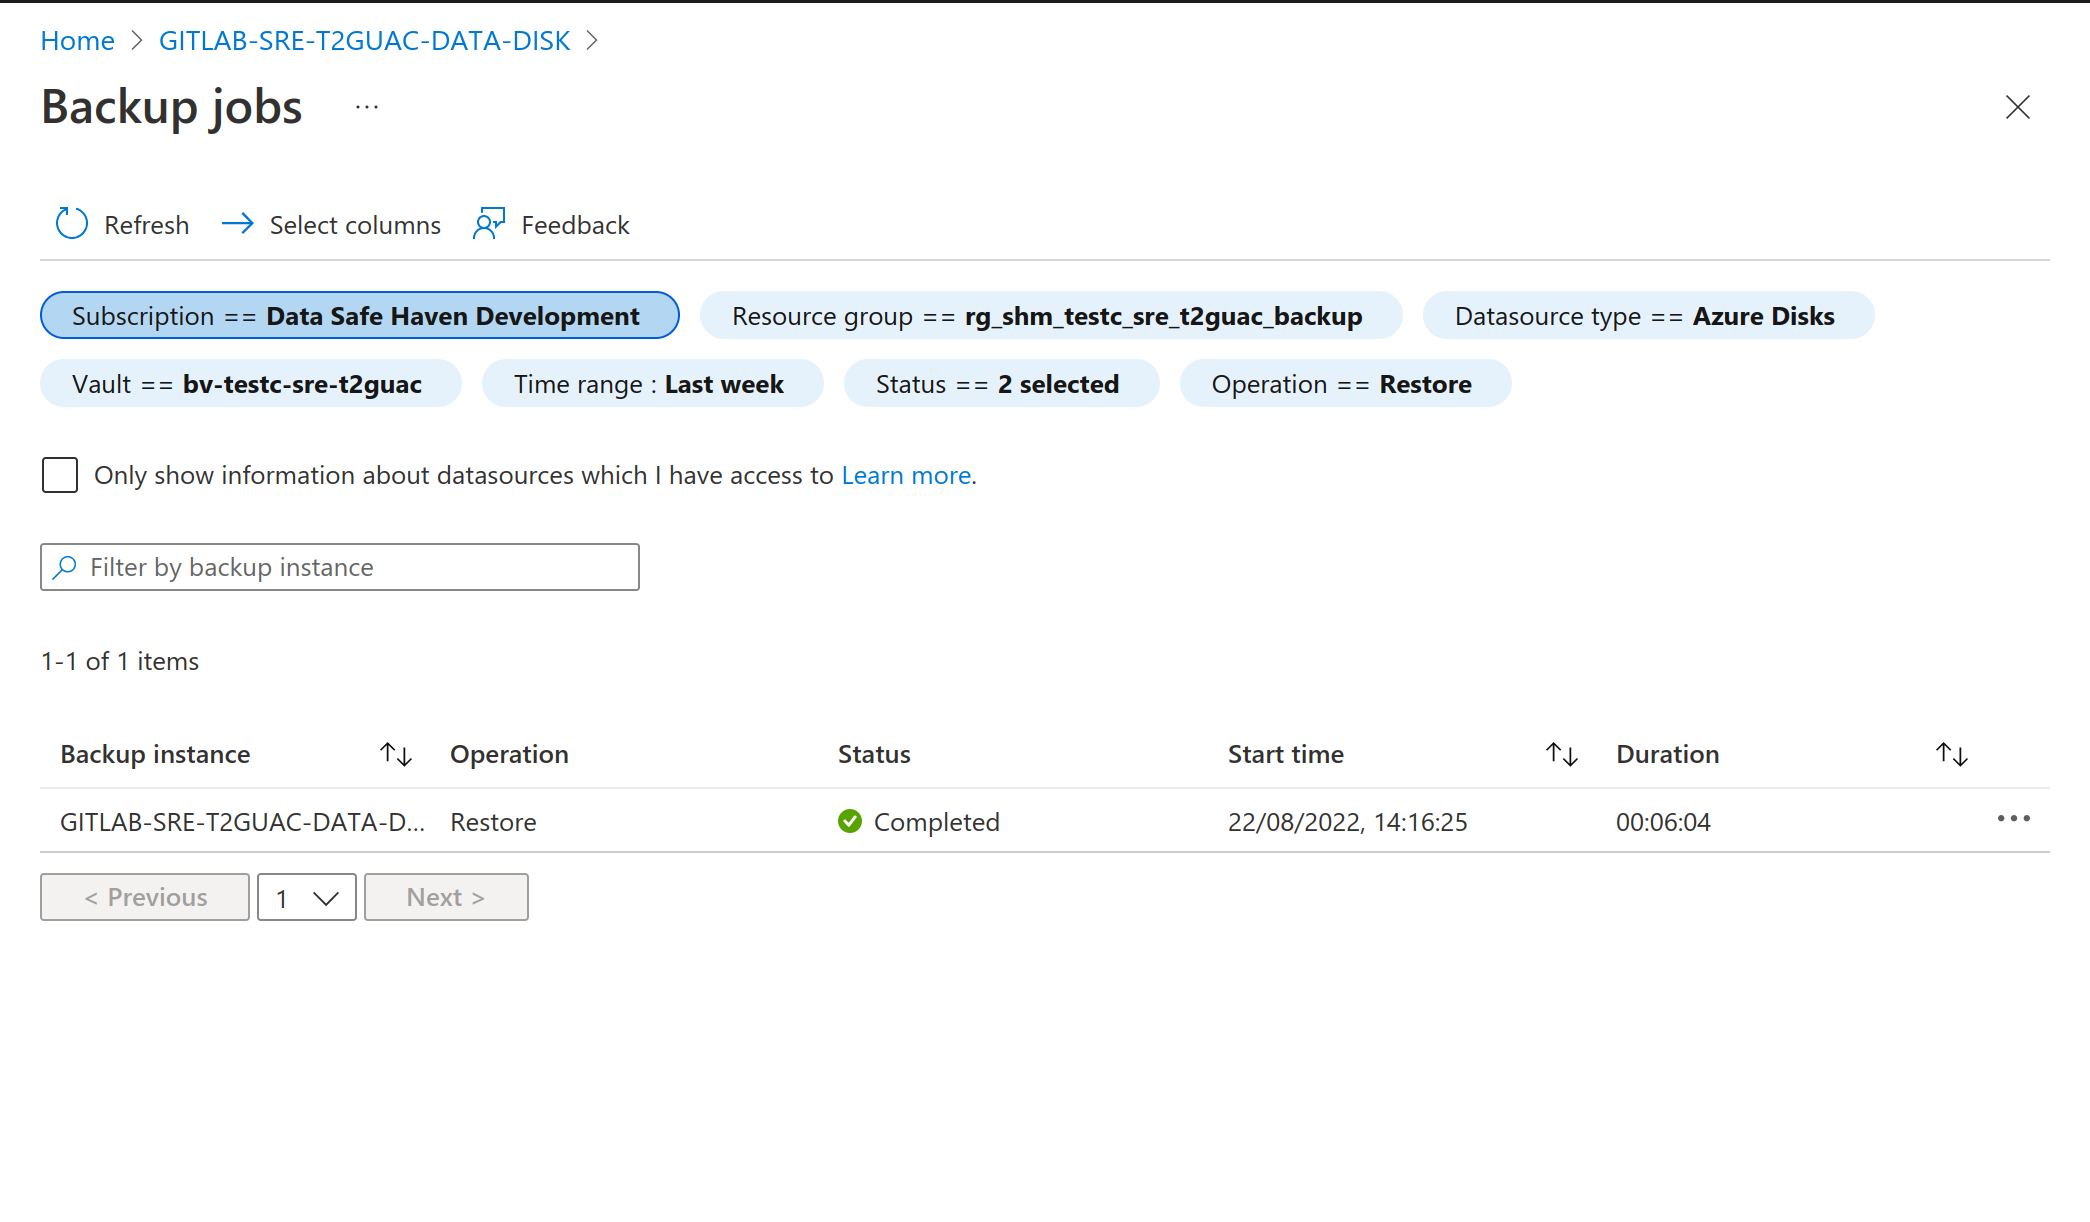 Home > GITLAB-SRE-T2GUAC-DATA-DISK >
Backup jobs ...
Refresh Select columns Feedback
Subscription == Data Safe Haven Development Resource group == rg_shm_testc_sre_t2guac_backup Datasource type == Azure Disks
Vault == bv-testc-sre-t2guac Time range : Last week Status == 2 selected Operation == Restore
Only show information about datasources which I have access to Learn more.
Filter by backup instance
1-1 of 1 items
Backup instance Operation Status Start time Duration
GITLAB-SRE-T2GUAC-DATA-D... Restore Completed 22/08/2022, 14:16:25 00:06:04 ...
< Previous 1 Next >